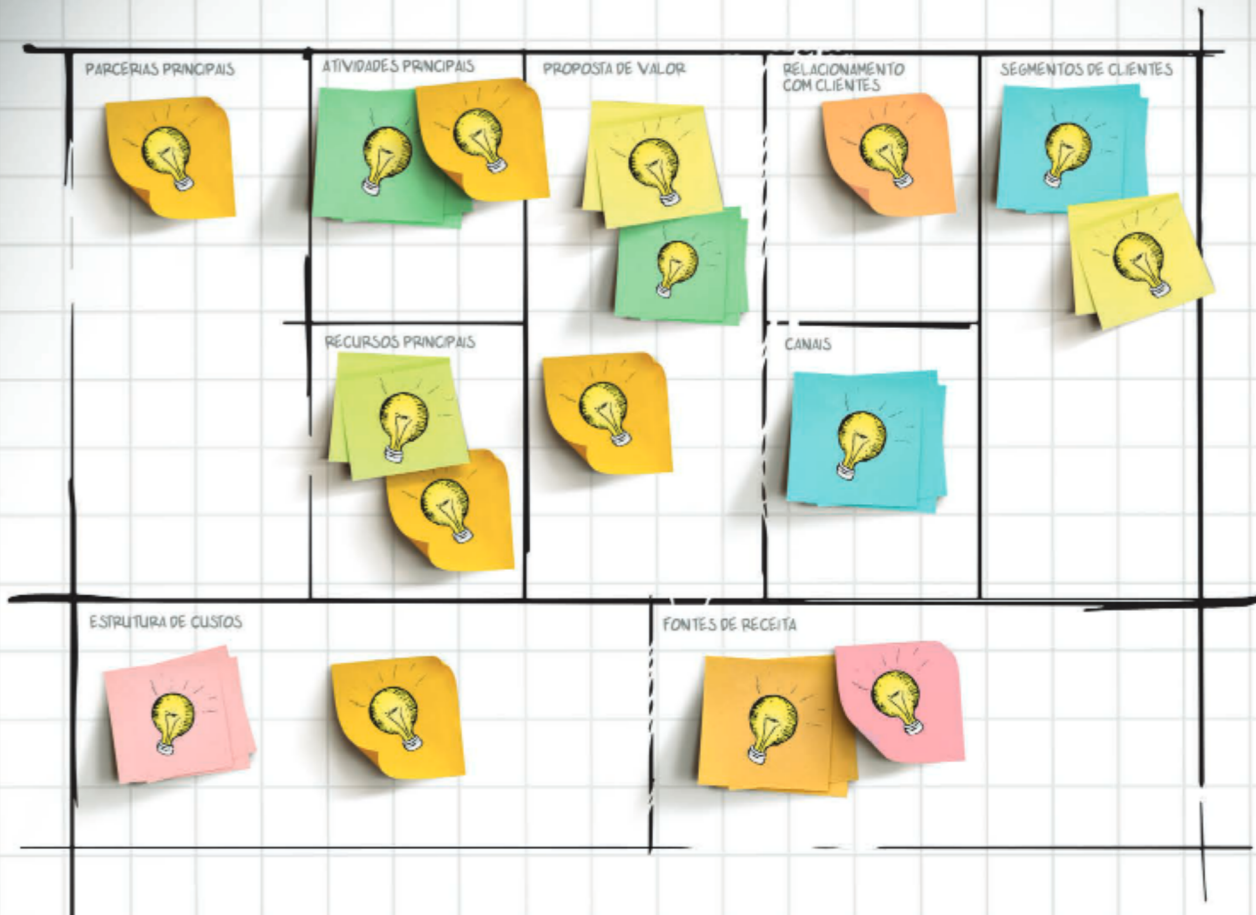 PARCERIAS PRINCIPAIS
ATIVIDADES PRINCIPAIS
PROPOSTA DE VALOR
RELACIONAMENTO
COM CLIENTES
SEGMENTOS DE CLIENTES
RECURSOS PRINCIPAIS
CANAIS
ESTRUTURA DE CUSTOS
FONTES DE RECEITA